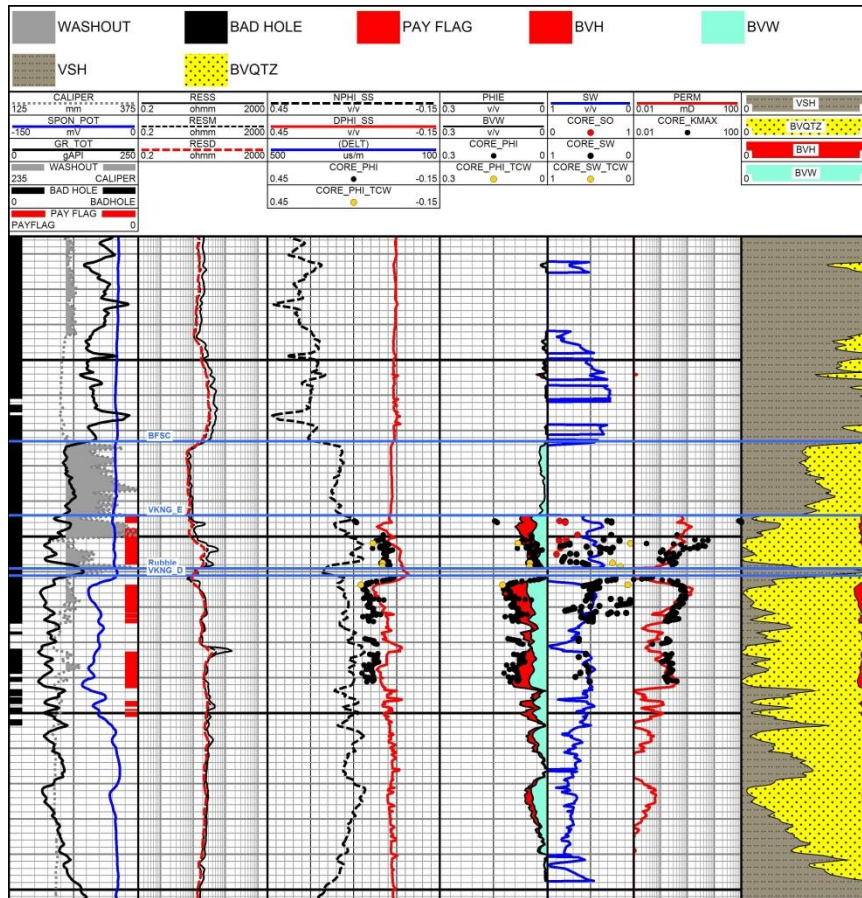 WASHOUT BAD HOLE PAY FLAG BVH BVW
VSH BVQTZ
CALIPER RESS NPHI_SS PHIE SW PERM VSH
125 mm 375 0.2 ohmm 2000 0.45 v/v -0.15 0.3 v/v 0 1 v/v 0 0.01 mD 100 0
SPON_POT RESM DPHI_SS BVW CORE_SO CORE_KMAX BVQTZ
-150 mV 0 0.2 ohmm 2000 0.45 v/v -0.15 0.3 v/v 0 0 1 0.01 100 0
GR_TOT RESD (DELT) CORE_PHI CORE_SW BVH
0 gAPI 250 0.2 ohmm 2000 500 us/m 100 0.3 0 1 0 0
WASHOUT CORE_PHI CORE_PHI_TCW CORE_SW_TCW BVW
235 CALIPER 0.45 -0.15 0.3 0 1 0 0
BAD HOLE CORE_PHI_TCW
0 BADHOLE 0.45 -0.15
PAY FLAG
PAYFLAG 1
BFSC
VKNG_E
Rubble
VKNG_D